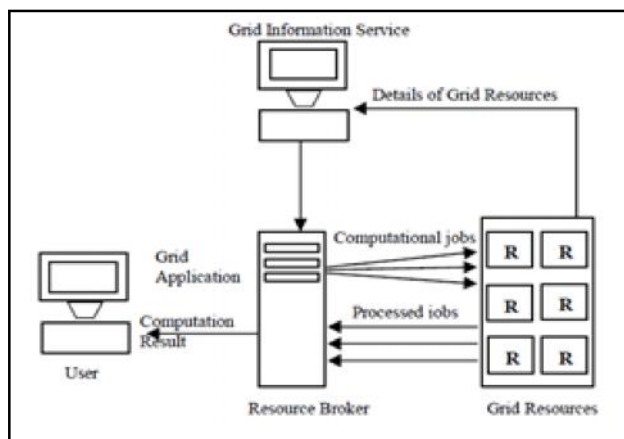 Grid Information Service
Details of Grid Resources
Computational jobs
R R
Grid
Application
R R
Processed jobs
Computation
Result
R R
User
Resource Broker
Grid Resources